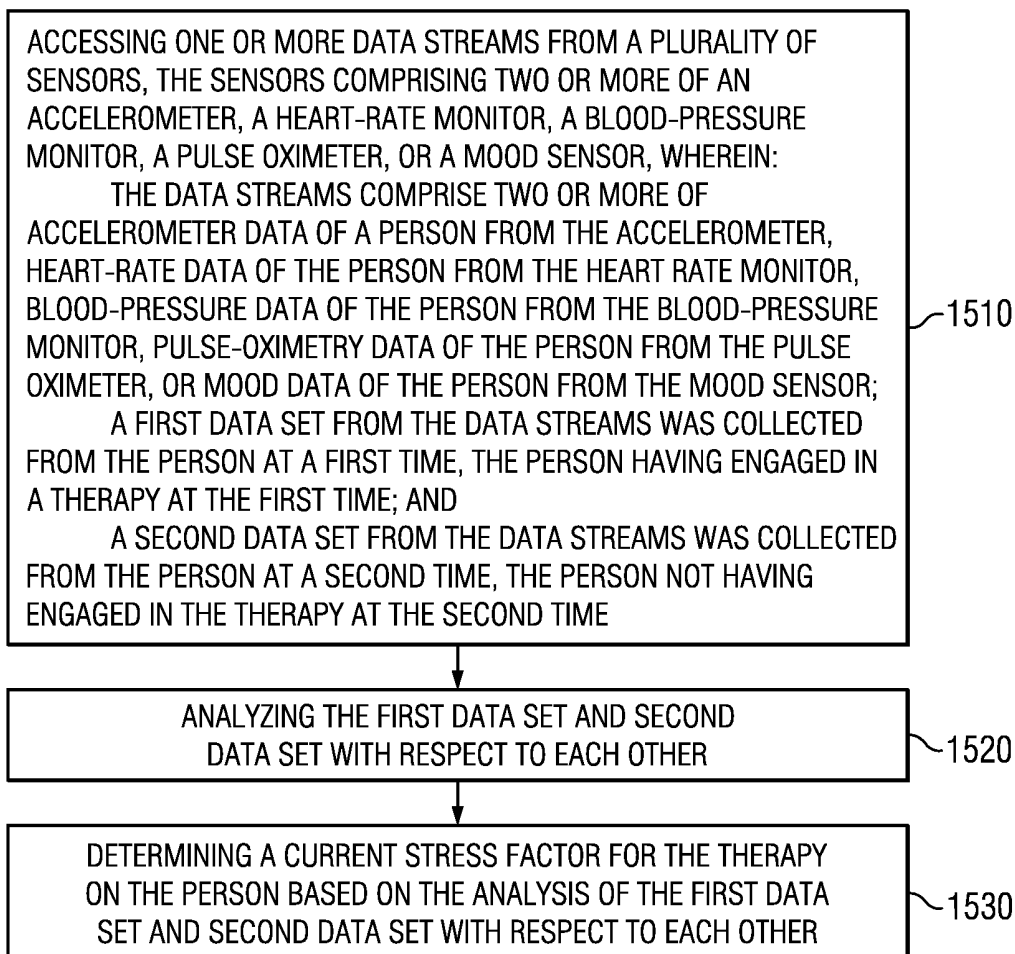 ACCESSING ONE OR MORE DATA STREAMS FROM A PLURALITY OF
SENSORS, THE SENSORS COMPRISING TWO OR MORE OF AN
ACCELEROMETER, A HEART-RATE MONITOR, A BLOOD-PRESSURE
MONITOR, A PULSE OXIMETER, OR A MOOD SENSOR, WHEREIN:
THE DATA STREAMS COMPRISE TWO OR MORE OF
ACCELEROMETER DATA OF A PERSON FROM THE ACCELEROMETER,
HEART-RATE DATA OF THE PERSON FROM THE HEART RATE MONITOR,
BLOOD-PRESSURE DATA OF THE PERSON FROM THE BLOOD-PRESSURE
MONITOR, PULSE-OXIMETRY DATA OF THE PERSON FROM THE PULSE
OXIMETER, OR MOOD DATA OF THE PERSON FROM THE MOOD SENSOR;
A FIRST DATA SET FROM THE DATA STREAMS WAS COLLECTED
FROM THE PERSON AT A FIRST TIME, THE PERSON HAVING ENGAGED IN
A THERAPY AT THE FIRST TIME; AND
A SECOND DATA SET FROM THE DATA STREAMS WAS COLLECTED
FROM THE PERSON AT A SECOND TIME, THE PERSON NOT HAVING
ENGAGED IN THE THERAPY AT THE SECOND TIME
1510
ANALYZING THE FIRST DATA SET AND SECOND
DATA SET WITH RESPECT TO EACH OTHER
1520
DETERMINING A CURRENT STRESS FACTOR FOR THE THERAPY
ON THE PERSON BASED ON THE ANALYSIS OF THE FIRST DATA
SET AND SECOND DATA SET WITH RESPECT TO EACH OTHER
1530